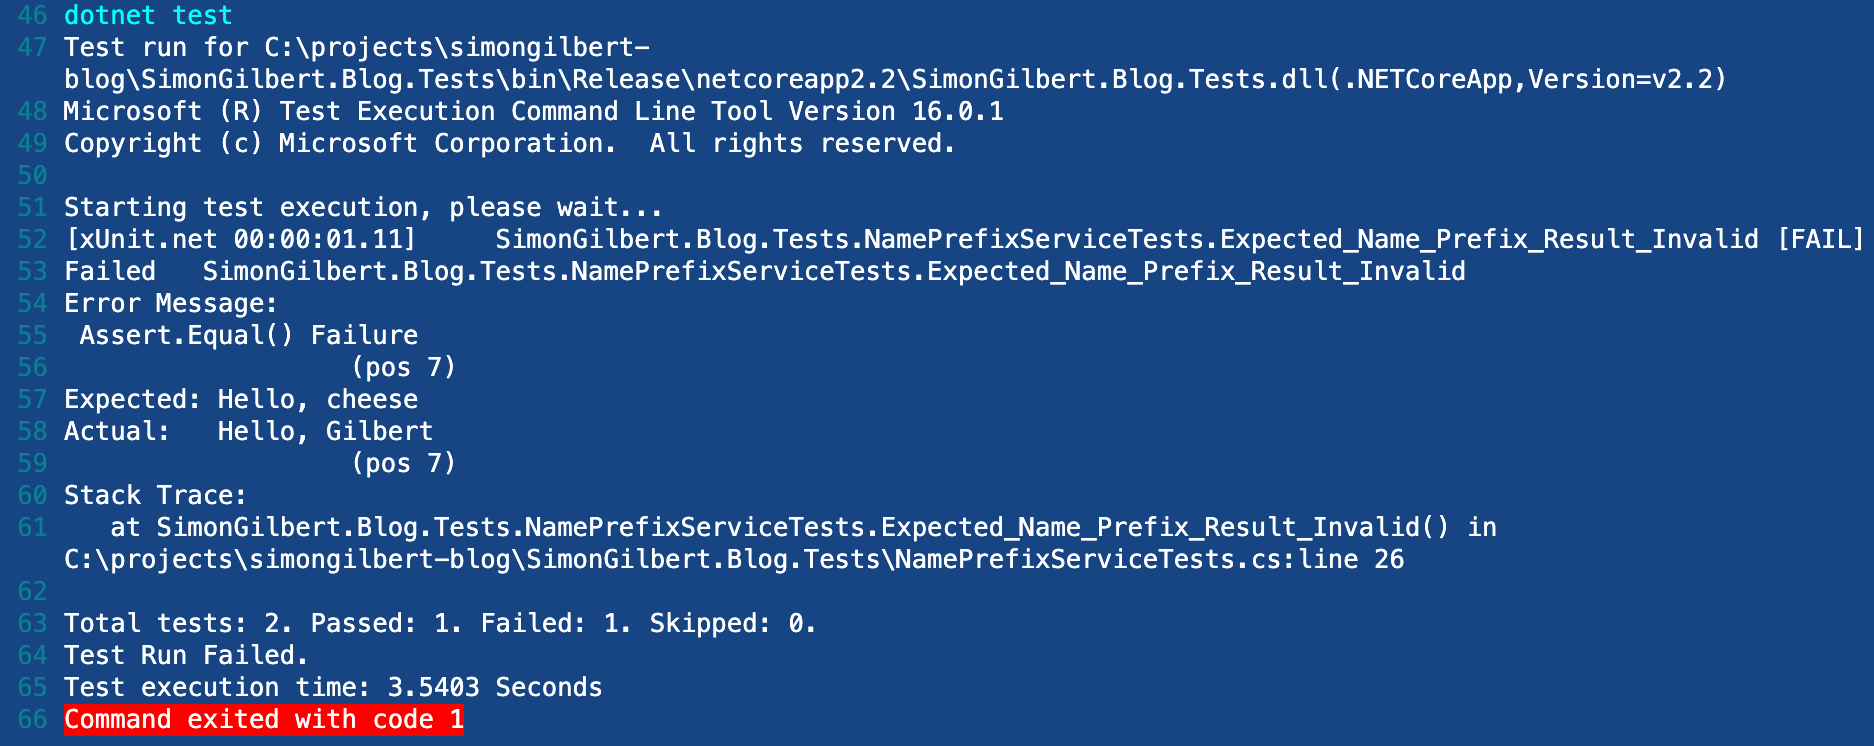 46 dotnet test
47 Test run for C:\projects\simongilbert-
blog\SimonGilbert.Blog.Tests\bin\Release\netcoreapp2.2\SimonGilbert.Blog.Tests.dll(.NETCoreApp,Version=v2.2)
48 Microsoft (R) Test Execution Command Line Tool Version 16.0.1
49 Copyright (c) Microsoft Corporation.  All rights reserved.
50
51 Starting test execution, please wait...
52 [xUnit.net 00:00:01.11]     SimonGilbert.Blog.Tests.NamePrefixServiceTests.Expected_Name_Prefix_Result_Invalid [FAIL]
53 Failed   SimonGilbert.Blog.Tests.NamePrefixServiceTests.Expected_Name_Prefix_Result_Invalid
54 Error Message:
55  Assert.Equal() Failure
56                    (pos 7)
57 Expected: Hello, cheese
58 Actual:   Hello, Gilbert
59                    (pos 7)
60 Stack Trace:
61    at SimonGilbert.Blog.Tests.NamePrefixServiceTests.Expected_Name_Prefix_Result_Invalid() in
C:\projects\simongilbert-blog\SimonGilbert.Blog.Tests\NamePrefixServiceTests.cs:line 26
62
63 Total tests: 2. Passed: 1. Failed: 1. Skipped: 0.
64 Test Run Failed.
65 Test execution time: 3.5403 Seconds
66 Command exited with code 1